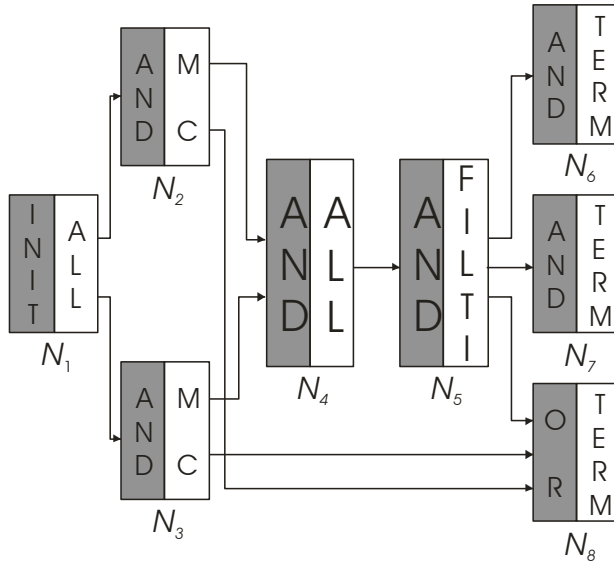 INIT
ALL
N1
AND
M
C
N2
AND
M
C
N3
AND
ALL
N4
AND
FILTI
N5
AND
TERM
N6
AND
TERM
N7
OR
TERM
N8